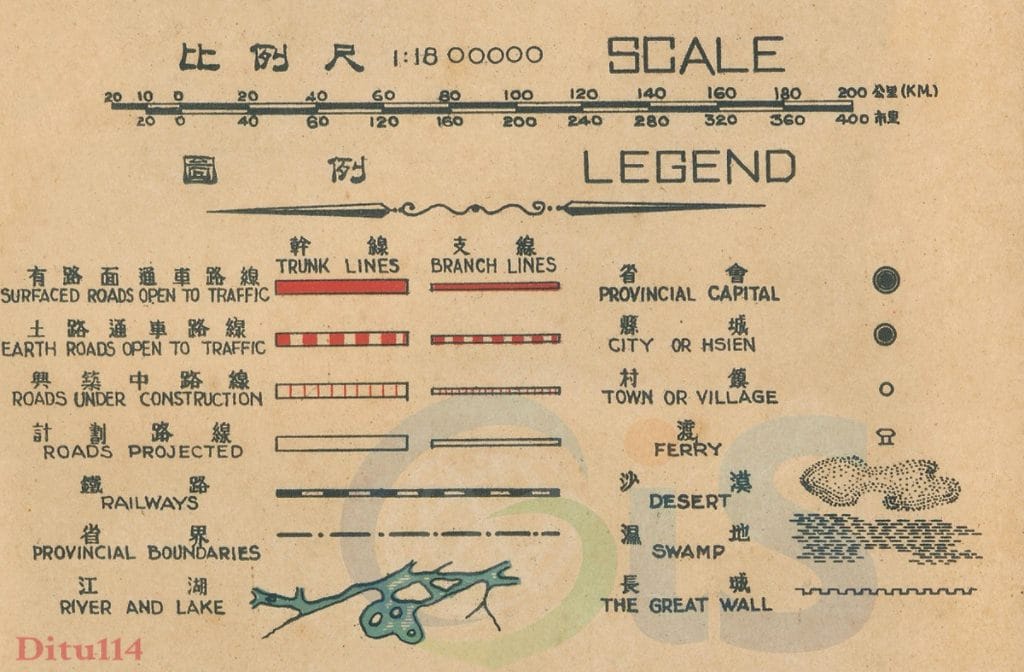 比例尺 1:1800000 SCALE
20 10 0 20 40 60 80 100 120 140 160 180 200 公里(KM.)
20 0 40 60 120 160 200 240 280 320 360 400 市里
圖例 LEGEND
幹線 支線
TRUNK LINES BRANCH LINES
有路面通車路線
SURFACED ROADS OPEN TO TRAFFIC
土路通車路線
EARTH ROADS OPEN TO TRAFFIC
興築中路線
ROADS UNDER CONSTRUCTION
計劃路線
ROADS PROJECTED
鐵路
RAILWAYS
省界
PROVINCIAL BOUNDARIES
江湖
RIVER AND LAKE
省會
PROVINCIAL CAPITAL
縣城
CITY OR HSIEN
村鎮
TOWN OR VILLAGE
渡
FERRY
沙漠
DESERT
濕地
SWAMP
長城
THE GREAT WALL
GiS
Ditu114